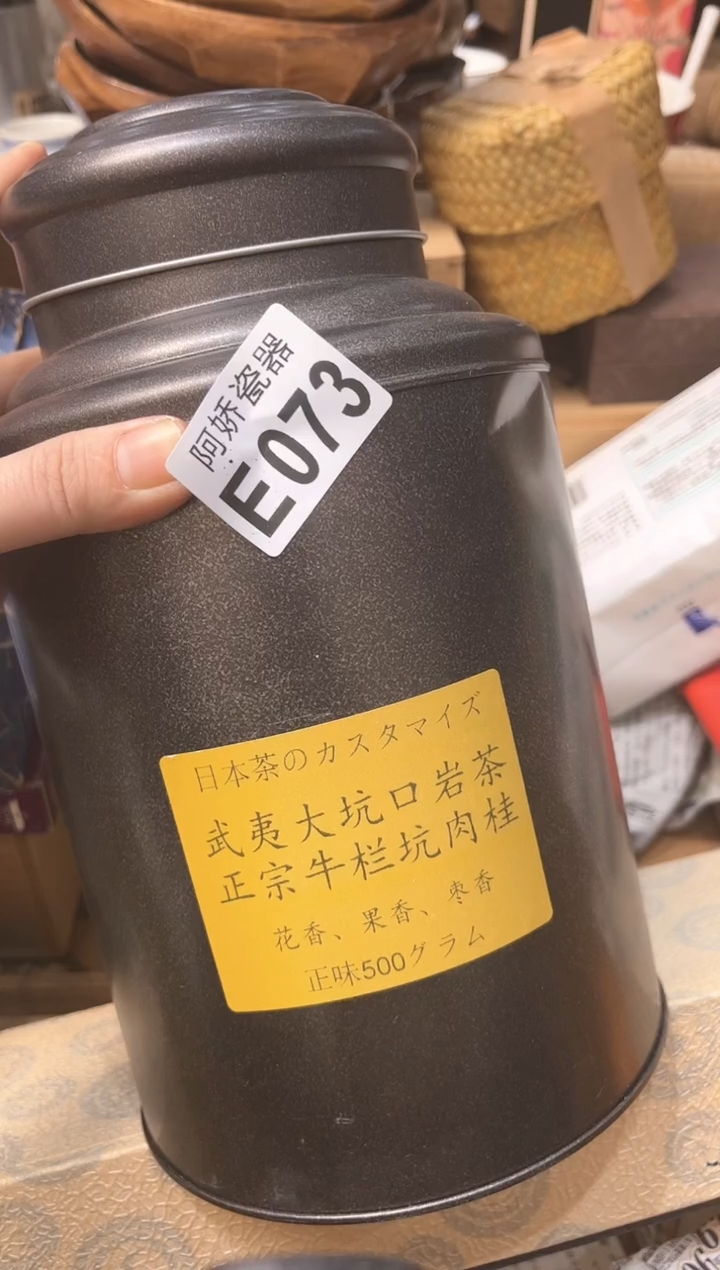 阿娇瓷器
E073
日本茶のカスタマイズ
武夷大坑口岩茶
正宗牛栏坑肉桂
花香、果香、枣香
正味500グラム